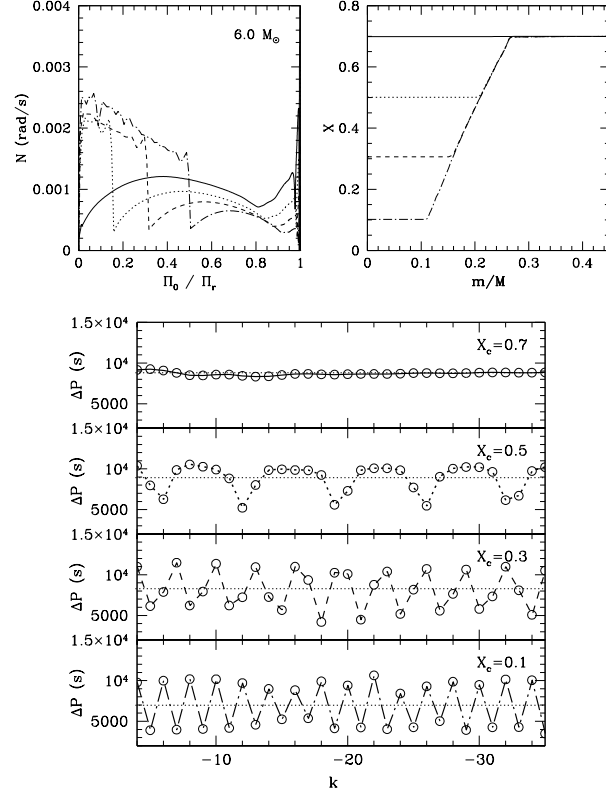 6.0 M⊙
N (rad/s)
0.004
0.003
0.002
0.001
0
0 0.2 0.4 0.6 0.8 1
Π₀ / Πᵣ
X
0.8
0.6
0.4
0.2
0
0 0.1 0.2 0.3 0.4
m/M
ΔP (s)
1.5×10⁴
10⁴
5000
X_c=0.7
ΔP (s)
1.5×10⁴
10⁴
5000
X_c=0.5
ΔP (s)
1.5×10⁴
10⁴
5000
X_c=0.3
ΔP (s)
1.5×10⁴
10⁴
5000
X_c=0.1
−10 −20 −30
k